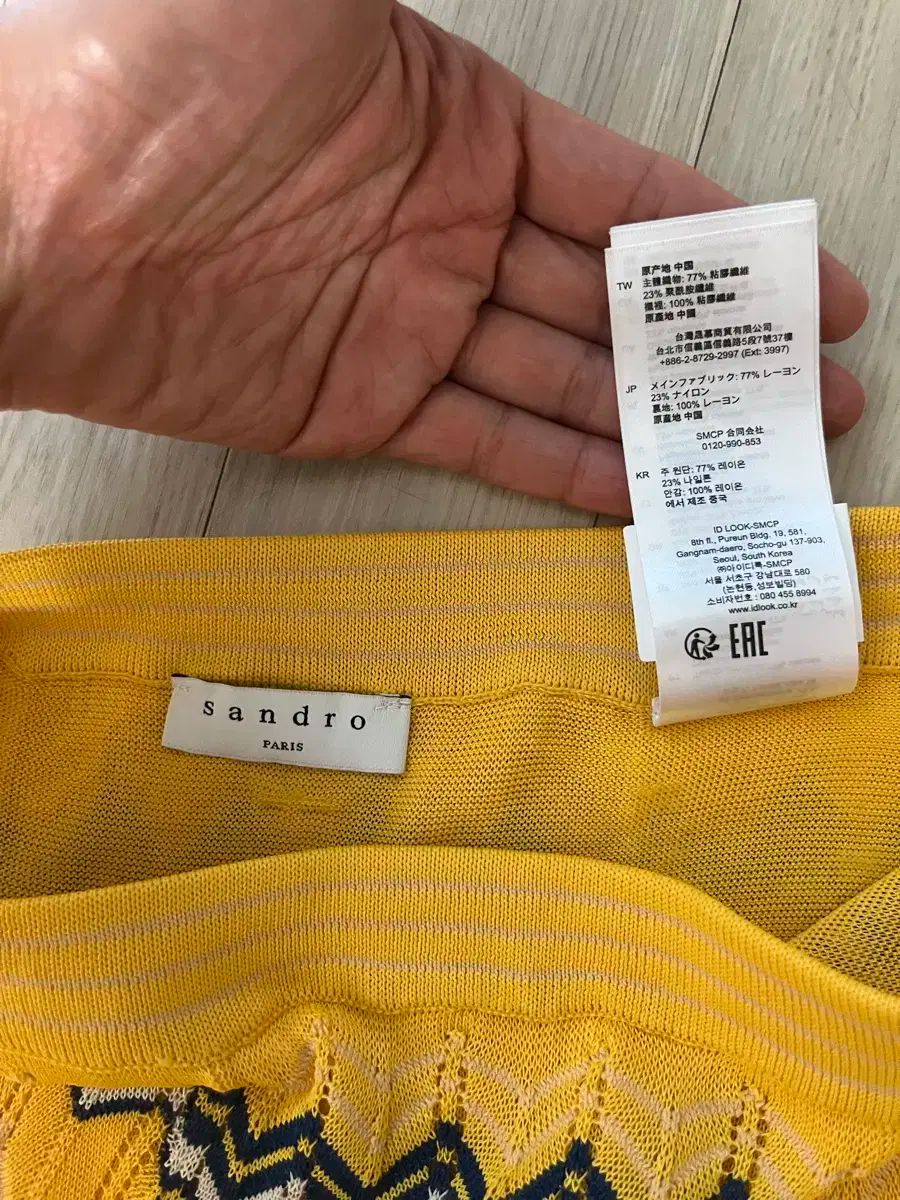 原产地 中国
TW 主體織物: 77% 粘膠纖維
23% 聚酰胺纖維
襯裡: 100% 粘膠纖維
原產地 中國
台灣晟慕商貿有限公司
台北市信義區信義路5段7號37樓
+886-2-8729-2997 (Ext: 3997)
JP メインファブリック: 77% レーヨン
23% ナイロン
裏地: 100% レーヨン
原産地 中国
SMCP 合同会社
0120-990-853
KR 주 원단: 77% 레이온
23% 나일론
안감: 100% 레이온
에서 제조 중국
ID LOOK-SMCP
8th fl., Pureun Bldg. 19, 581,
Gangnam-daero, Socho-gu 137-903,
Seoul, South Korea
㈜아이디룩-SMCP
서울 서초구 강남대로 580
(논현동,성보빌딩)
소비자번호 : 080 455 8994
www.idlook.co.kr
EAC
sandro
PARIS